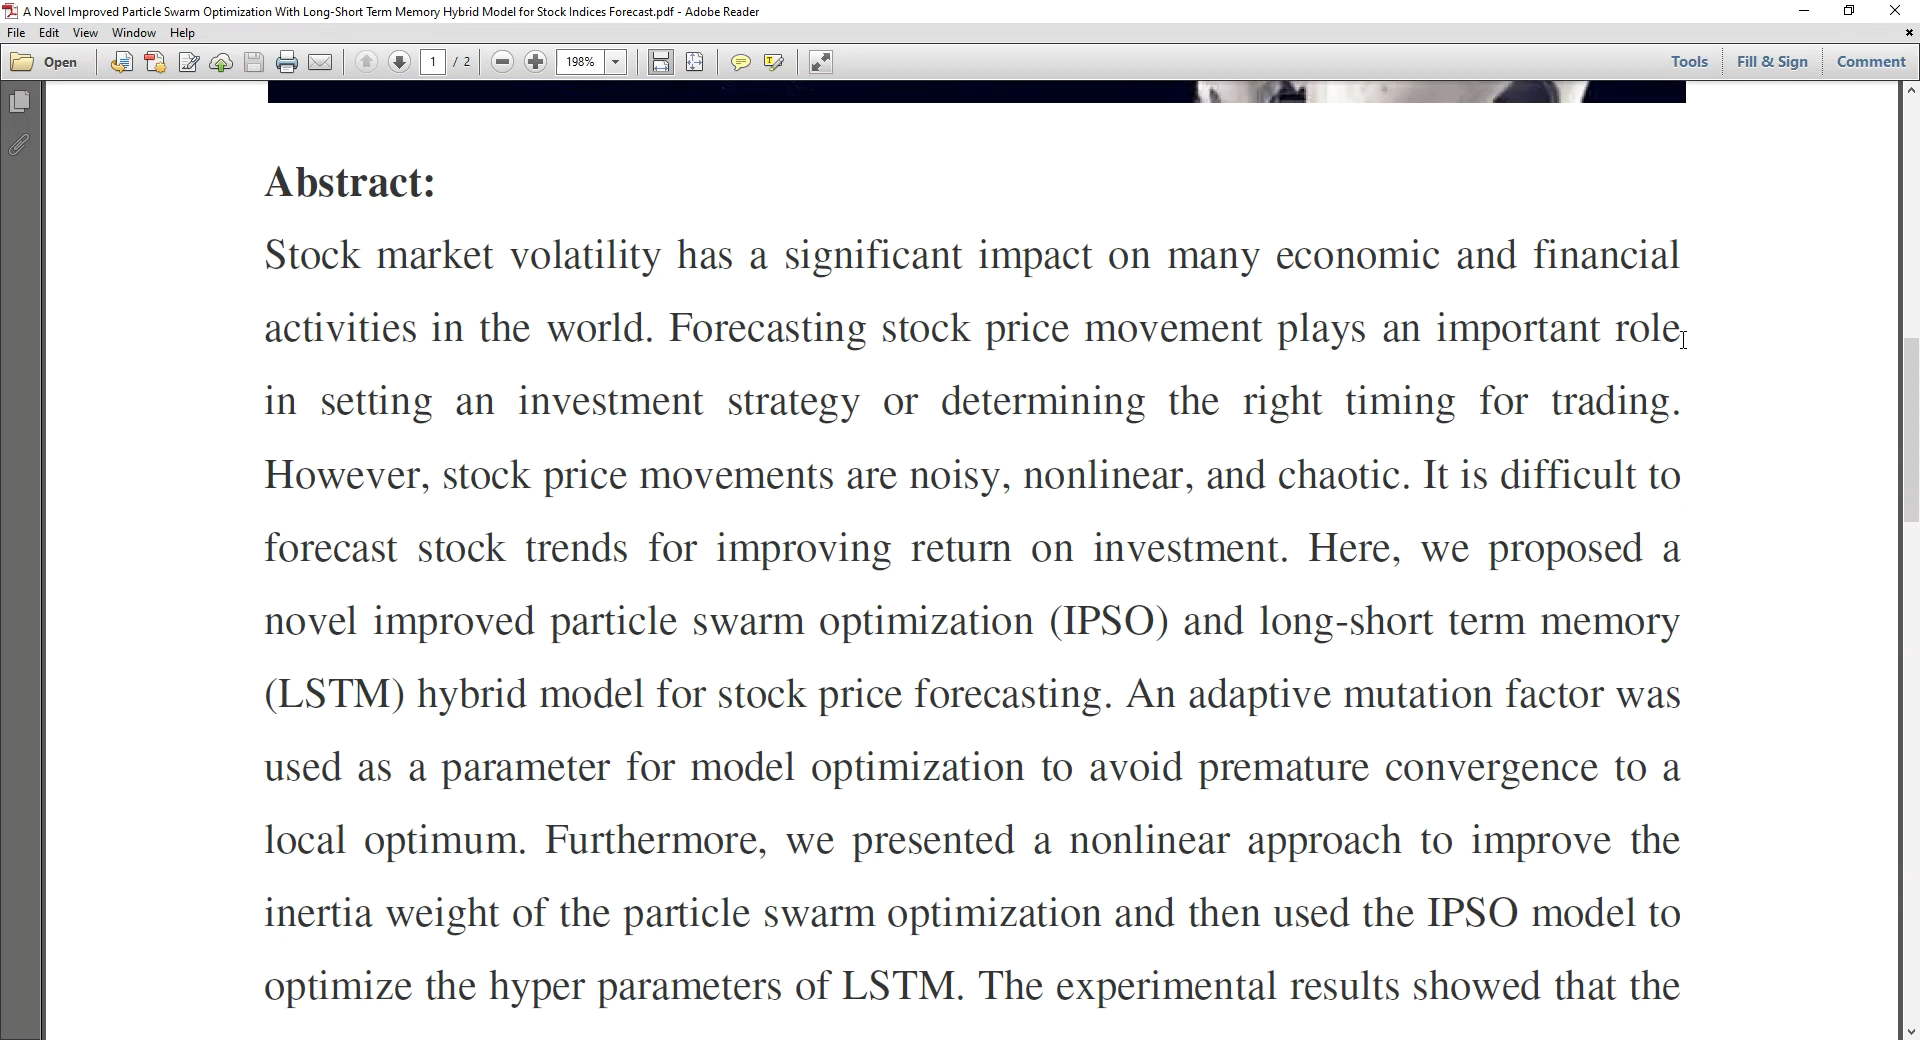 A Novel Improved Particle Swarm Optimization With Long-Short Term Memory Hybrid Model for Stock Indices Forecast.pdf - Adobe Reader
File Edit View Window Help
Open 1 / 2 198% Tools Fill & Sign Comment
Abstract:
Stock market volatility has a significant impact on many economic and financial
activities in the world. Forecasting stock price movement plays an important role
in setting an investment strategy or determining the right timing for trading.
However, stock price movements are noisy, nonlinear, and chaotic. It is difficult to
forecast stock trends for improving return on investment. Here, we proposed a
novel improved particle swarm optimization (IPSO) and long-short term memory
(LSTM) hybrid model for stock price forecasting. An adaptive mutation factor was
used as a parameter for model optimization to avoid premature convergence to a
local optimum. Furthermore, we presented a nonlinear approach to improve the
inertia weight of the particle swarm optimization and then used the IPSO model to
optimize the hyper parameters of LSTM. The experimental results showed that the